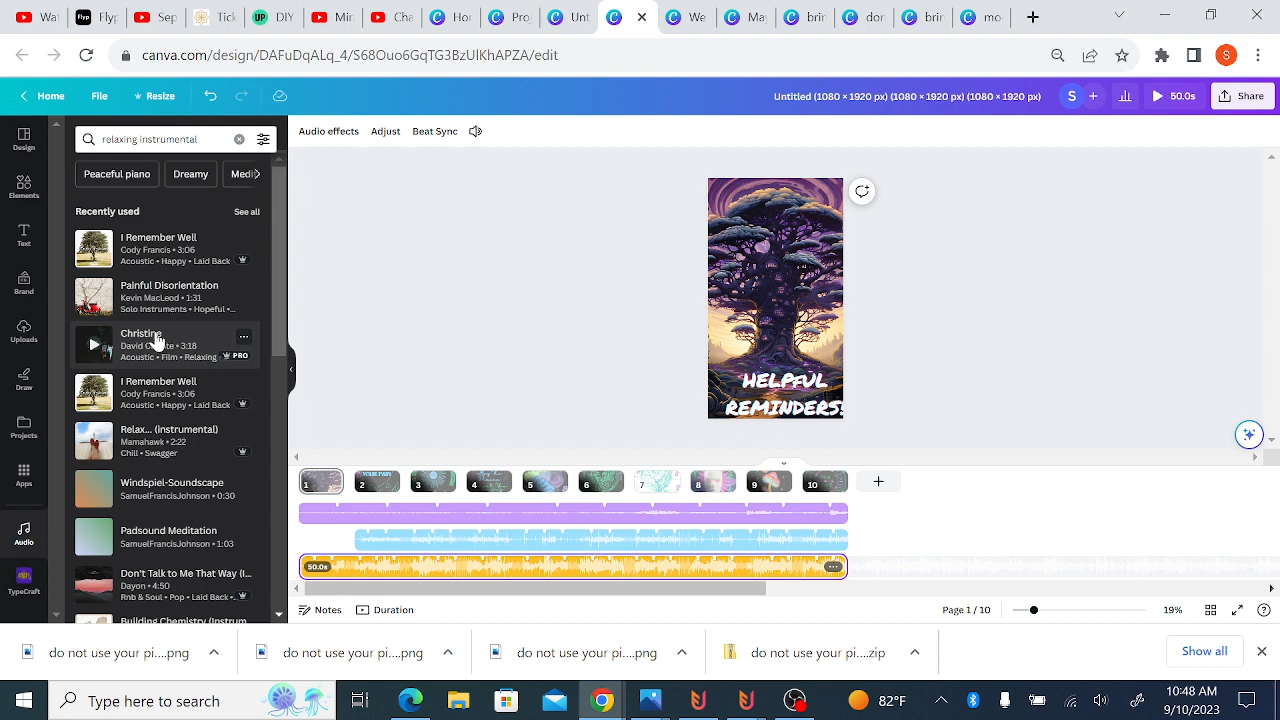 canva.com/design/DAFuDqALq_4/S68Ouo6GqTG3BzUlKhAPZA/edit
S
Home
File
Resize
Untitled (1080 × 1920 px) (1080 × 1920 px) (1080 × 1920 px)
S
+
50.0s
Share
Design
Elements
Text
Brand
Uploads
Draw
Projects
Apps
Audio
TypeCraft
relaxing instrumental
Peaceful piano
Dreamy
Recently used
See all
I Remember Well
Cody Francis • 3:06
Acoustic • Happy • Laid Back
Painful Disorientation
Kevin MacLeod • 1:31
Solo Instruments • Hopeful •...
Christine
3:18
Acoustic • Film • Relaxing
PRO
I Remember Well
Cody Francis • 3:06
Acoustic • Happy • Laid Back
Relax... (Instrumental)
Mamahawk • 2:22
Chill • Swagger
Windspiel-Soundscape
SamuelFrancisJohnson • 0:30
Background Meditation
SamuelFrancisJohnson • 1:03
Don't Talk to Me That Way (I...
Dayon • 4:50
Rnb & Soul • Pop • Laid Back •...
Building Chemistry (Instrum...
Audio effects
Adjust
Beat Sync
HELPFUL
REMINDERS:
1
2
3
4
5
6
7
8
9
10
+
50.0s
Notes
Duration
Page 1 / 10
19%
do not use your pi....png
do not use your pi....png
do not use your pi....png
do not use your pi....zip
Show all
Type here to search
82°F
10:48 AM
9/10/2023